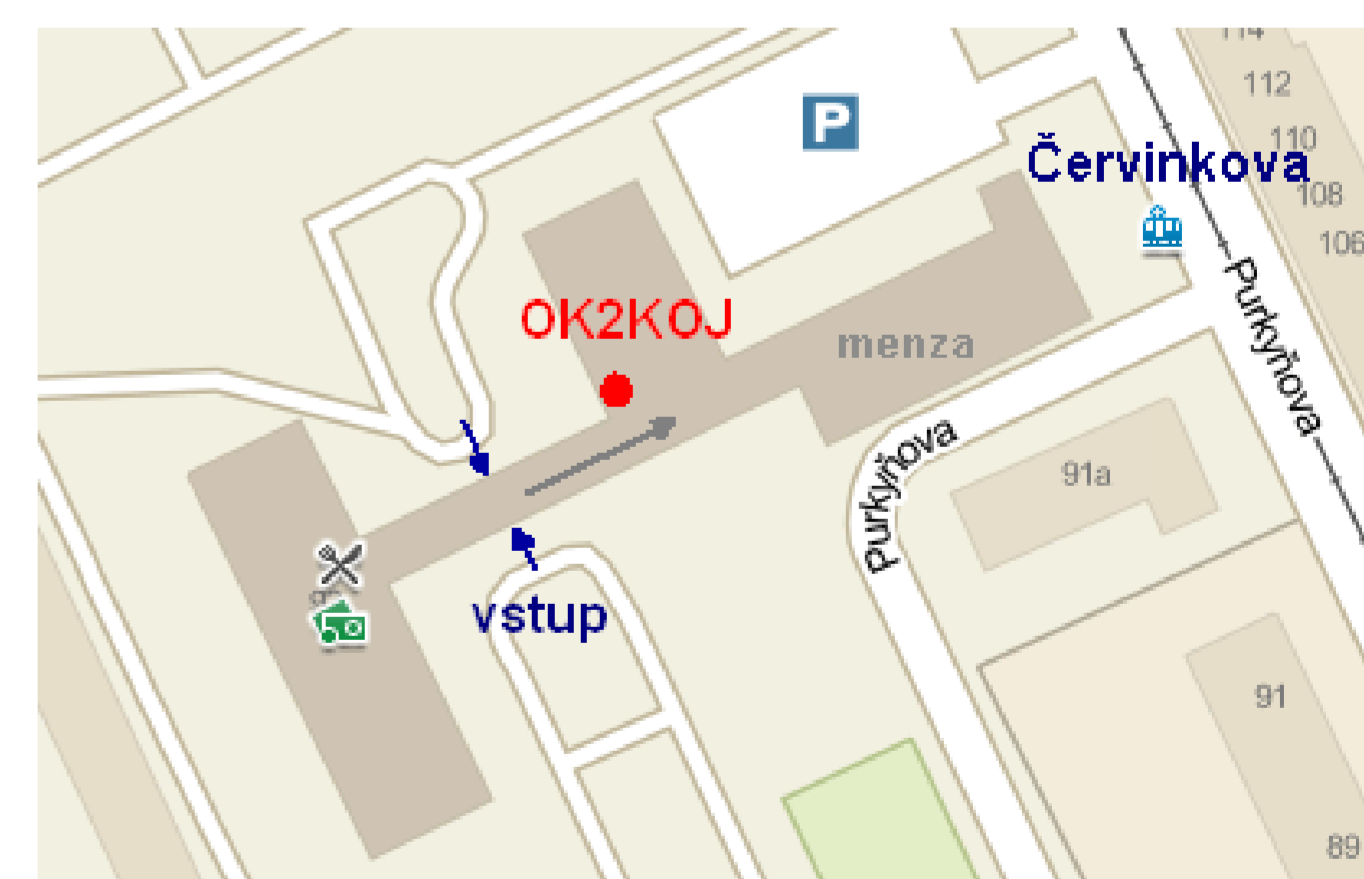 114
112
P
110
Červinkova
108
106
Purkyňova
OK2KOJ
menza
Purkyňova
91a
vstup
91
89